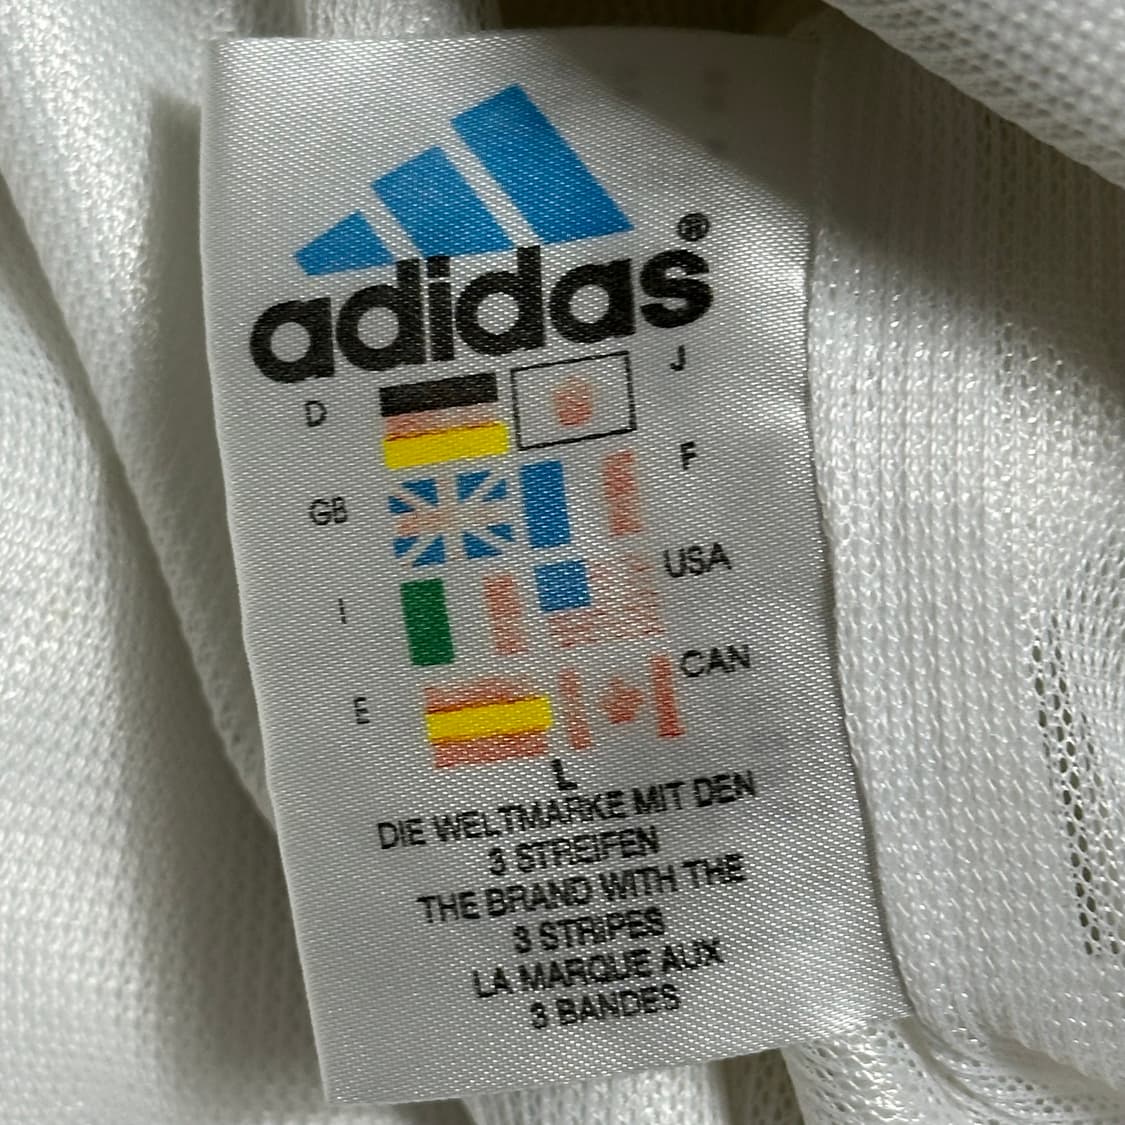 adidas®
D J
GB F
I USA
E CAN
L
DIE WELTMARKE MIT DEN
3 STREIFEN
THE BRAND WITH THE
3 STRIPES
LA MARQUE AUX
3 BANDES